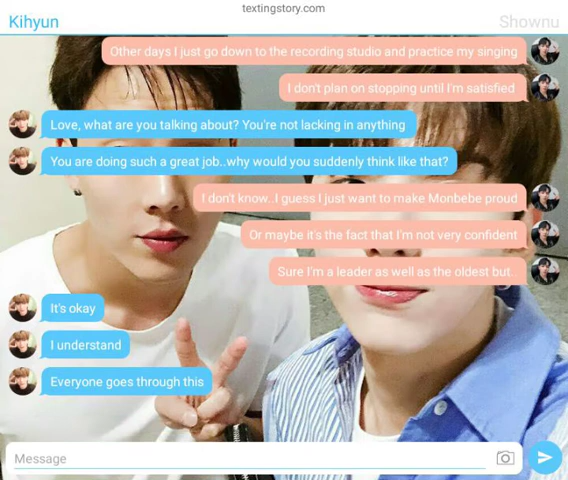 textingstory.com
Kihyun
Shownu
Other days I just go down to the recording studio and practice my singing
I don't plan on stopping until I'm satisfied
Love, what are you talking about? You're not lacking in anything
You are doing such a great job..why would you suddenly think like that?
I don't know..I guess I just want to make Monbebe proud
Or maybe it's the fact that I'm not very confident
Sure I'm a leader as well as the oldest but..
It's okay
I understand
Everyone goes through this
Message